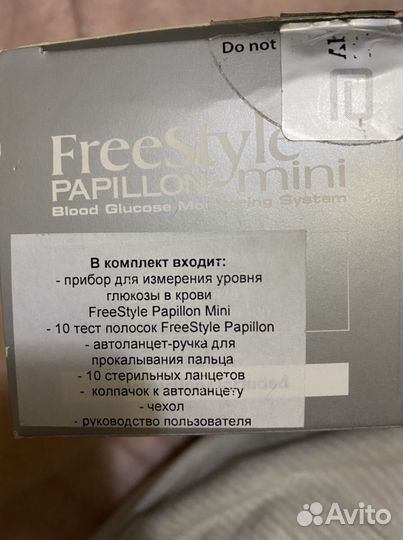 Do not
FreeStyle
PAPILLON mini
Blood Glucose Monitoring System
В комплект входит:
- прибор для измерения уровня
глюкозы в крови
FreeStyle Papillon Mini
- 10 тест полосок FreeStyle Papillon
- автоланцет-ручка для
прокалывания пальца
- 10 стерильных ланцетов
- колпачок к автоланцету
- чехол
- руководство пользователя
Avito